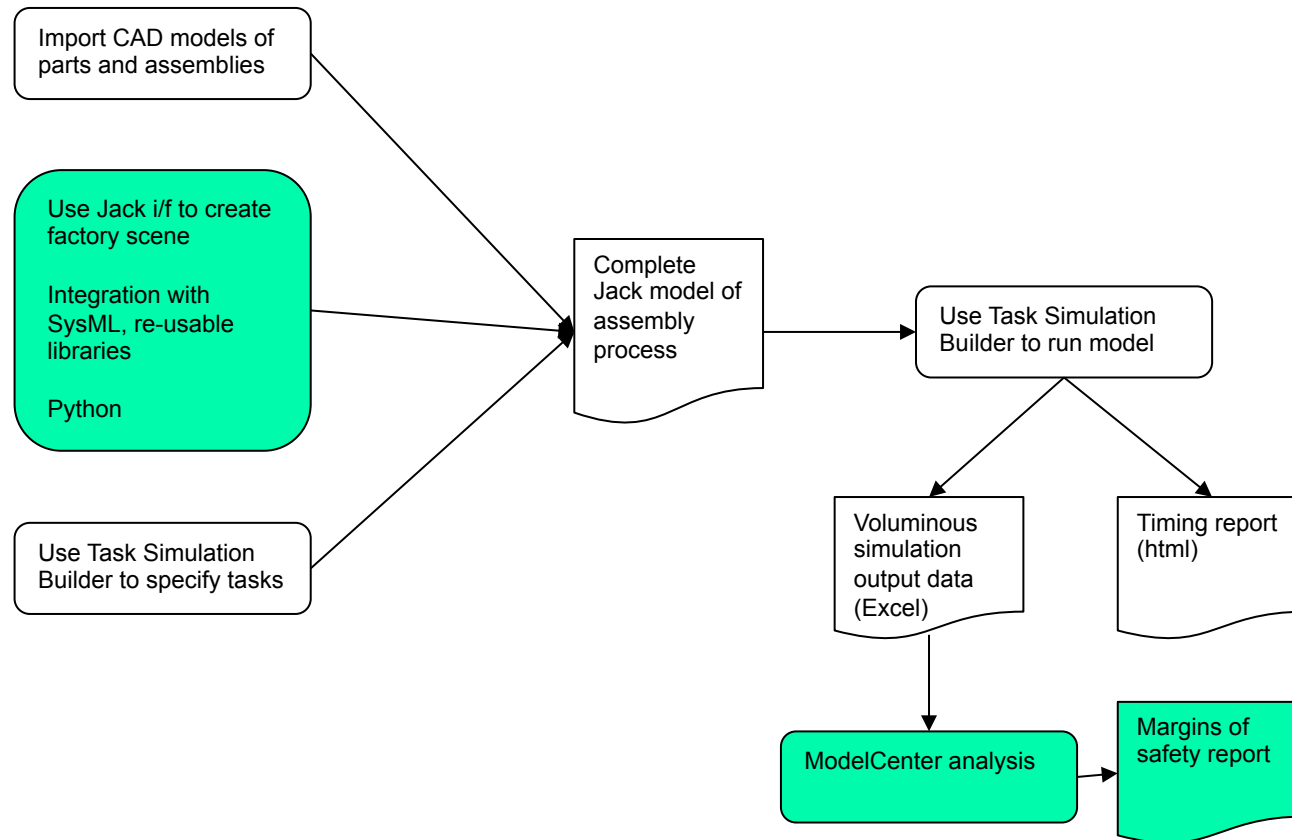 Import CAD models of
parts and assemblies
Use Jack i/f to create
factory scene
Integration with
SysML, re-usable
libraries
Python
Use Task Simulation
Builder to specify tasks
Complete
Jack model of
assembly
process
Use Task Simulation
Builder to run model
Voluminous
simulation
output data
(Excel)
Timing report
(html)
ModelCenter analysis
Margins of
safety report